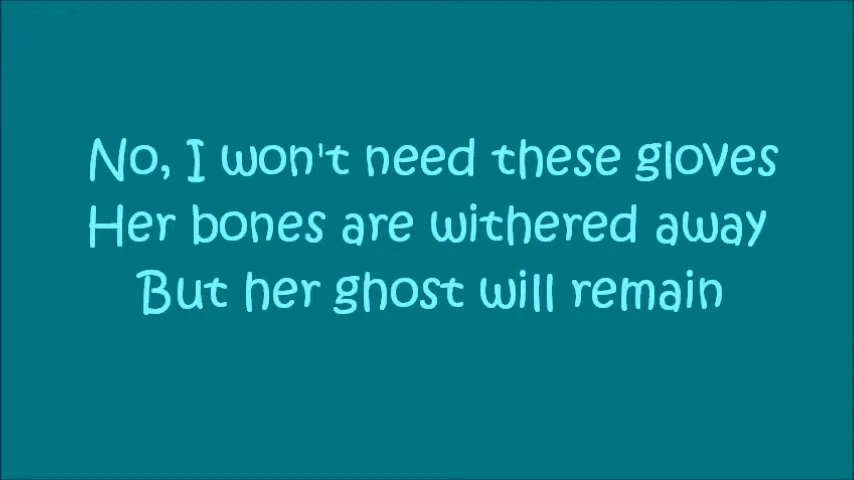 No, I won't need these gloves
Her bones are withered away
But her ghost will remain